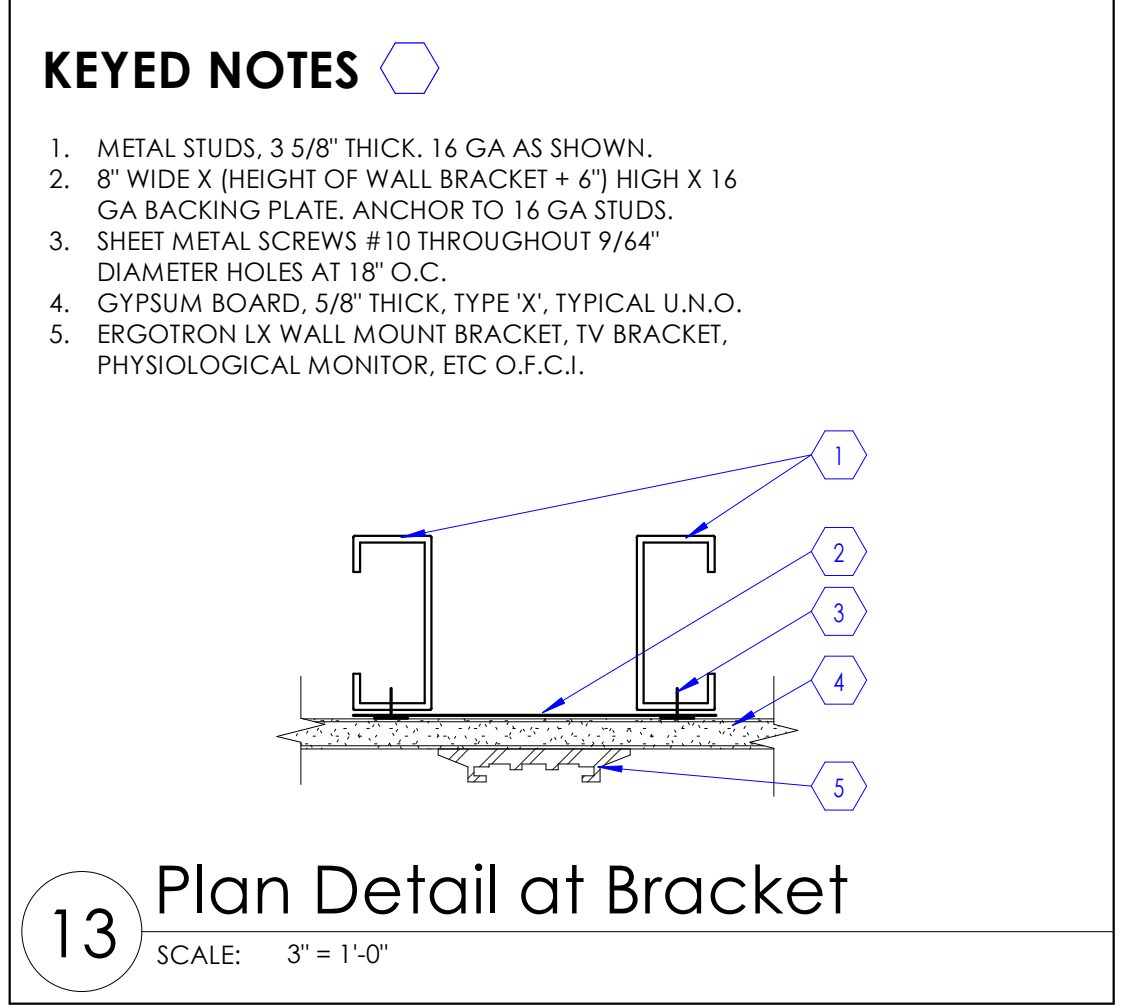 KEYED NOTES
1. METAL STUDS, 3 5/8" THICK. 16 GA AS SHOWN.
2. 8" WIDE X (HEIGHT OF WALL BRACKET + 6") HIGH X 16
GA BACKING PLATE. ANCHOR TO 16 GA STUDS.
3. SHEET METAL SCREWS #10 THROUGHOUT 9/64"
DIAMETER HOLES AT 18" O.C.
4. GYPSUM BOARD, 5/8" THICK, TYPE 'X', TYPICAL U.N.O.
5. ERGOTRON LX WALL MOUNT BRACKET, TV BRACKET,
PHYSIOLOGICAL MONITOR, ETC O.F.C.I.
1
2
3
4
5
13
Plan Detail at Bracket
SCALE: 3" = 1'-0"